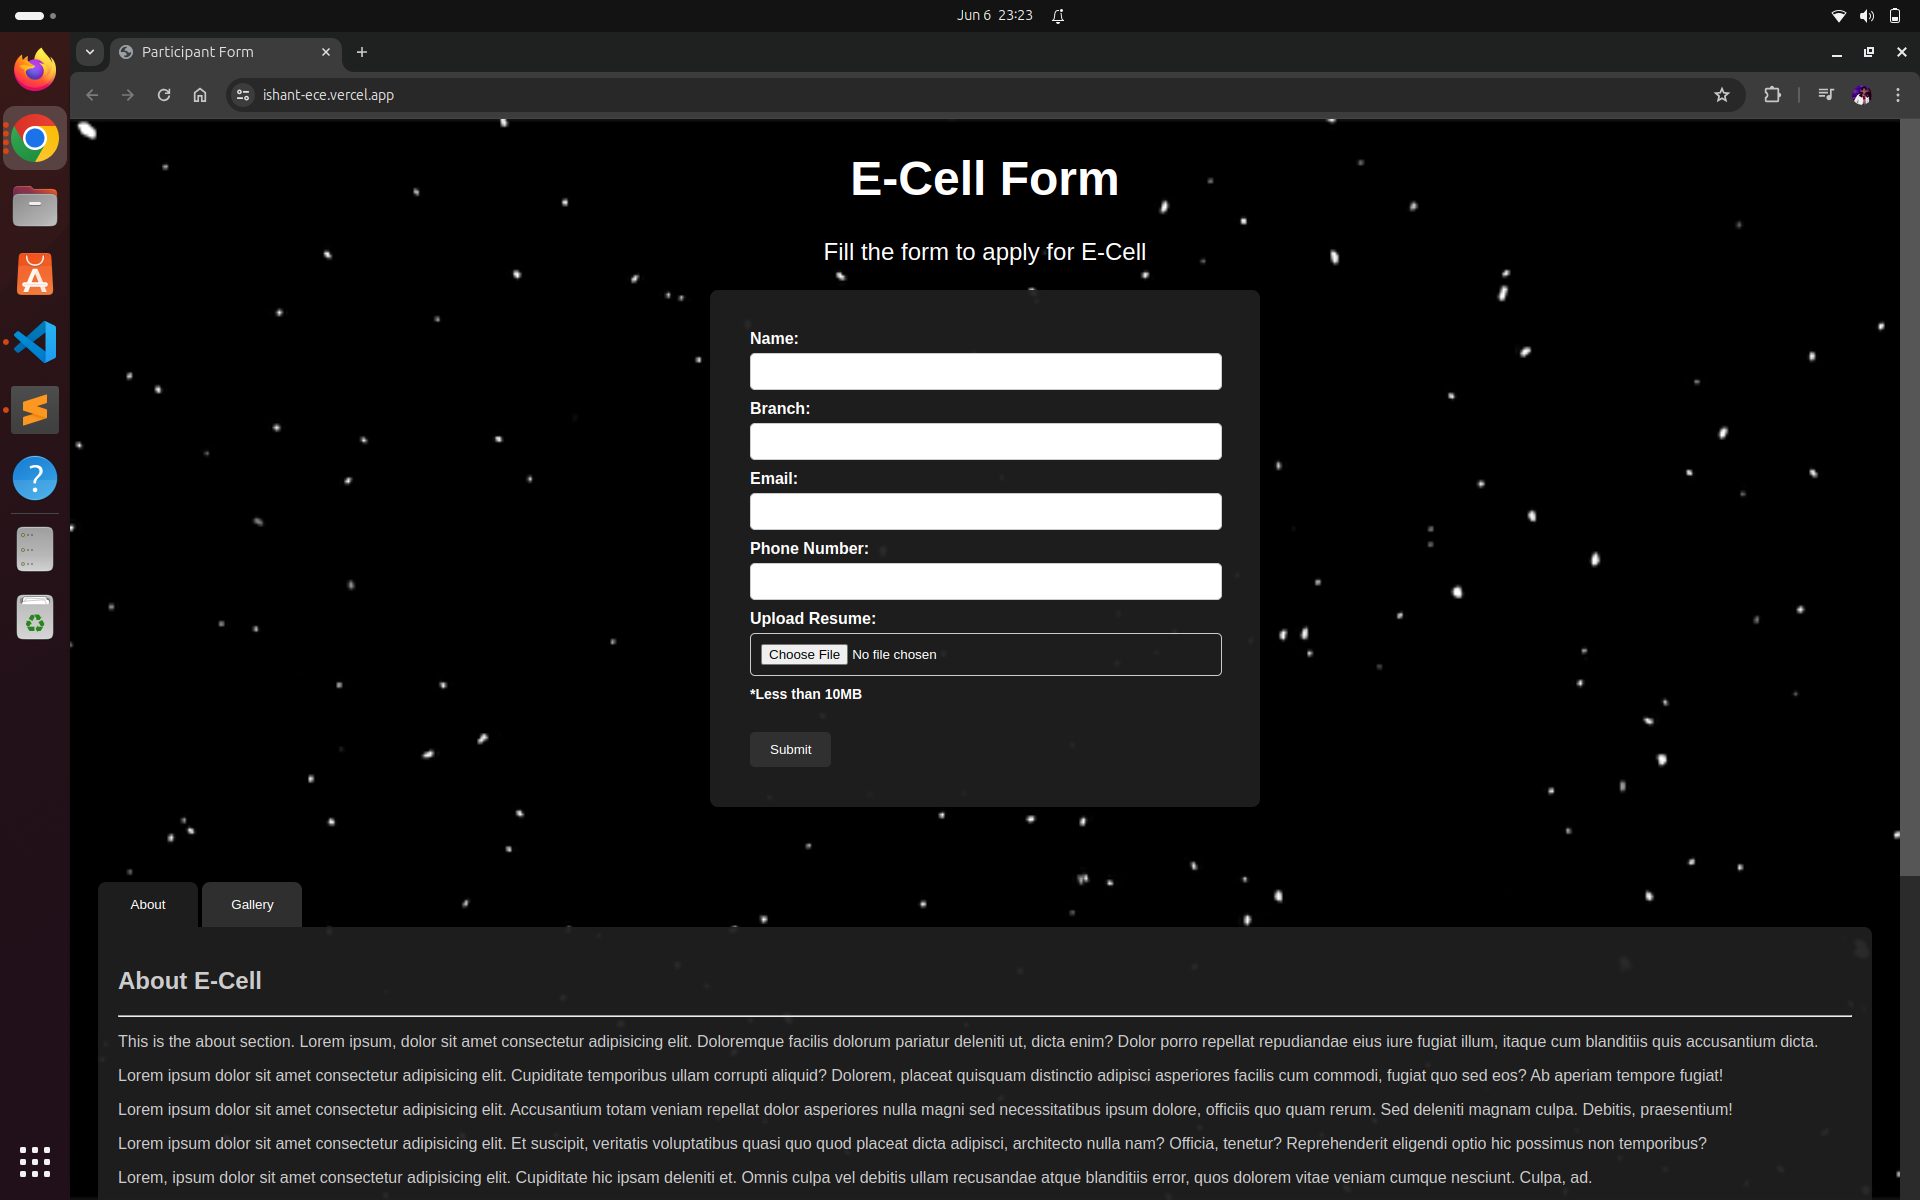 Jun 6 23:23
Participant Form
ishant-ece.vercel.app
E-Cell Form
Fill the form to apply for E-Cell
Name:
Branch:
Email:
Phone Number:
Upload Resume:
Choose File No file chosen
*Less than 10MB
Submit
About Gallery
About E-Cell
This is the about section. Lorem ipsum, dolor sit amet consectetur adipisicing elit. Doloremque facilis dolorum pariatur deleniti ut, dicta enim? Dolor porro repellat repudiandae eius iure fugiat illum, itaque cum blanditiis quis accusantium dicta.
Lorem ipsum dolor sit amet consectetur adipisicing elit. Cupiditate temporibus ullam corrupti aliquid? Dolorem, placeat quisquam distinctio adipisci asperiores facilis cum commodi, fugiat quo sed eos? Ab aperiam tempore fugiat!
Lorem ipsum dolor sit amet consectetur adipisicing elit. Accusantium totam veniam repellat dolor asperiores nulla magni sed necessitatibus ipsum dolore, officiis quo quam rerum. Sed deleniti magnam culpa. Debitis, praesentium!
Lorem ipsum dolor sit amet consectetur adipisicing elit. Et suscipit, veritatis voluptatibus quasi quo quod placeat dicta adipisci, architecto nulla nam? Officia, tenetur? Reprehenderit eligendi optio hic possimus non temporibus?
Lorem, ipsum dolor sit amet consectetur adipisicing elit. Cupiditate hic ipsam deleniti et. Omnis culpa vel debitis ullam recusandae atque blanditiis error, quos dolorem vitae veniam cumque nesciunt. Culpa, ad.